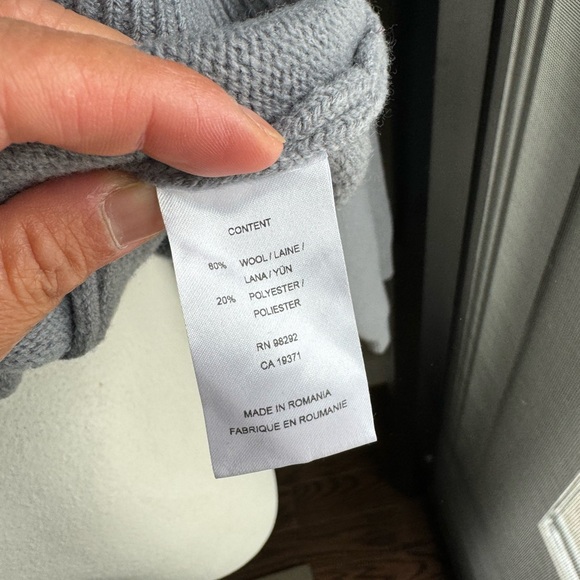 CONTENT
80% WOOL / LAINE /
LANA / YÜN
20% POLYESTER /
POLIESTER
RN 98292
CA 19371
MADE IN ROMANIA
FABRIQUE EN ROUMANIE